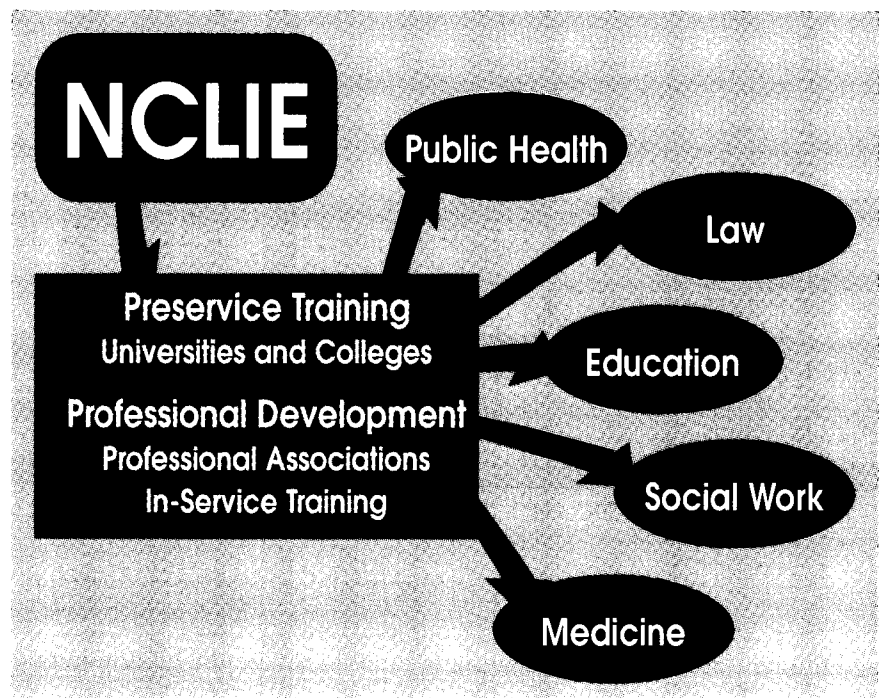 NCLIE
Public Health
Law
Preservice Training
Universities and Colleges
Education
Professional Development
Professional Associations
In-Service Training
Social Work
Medicine